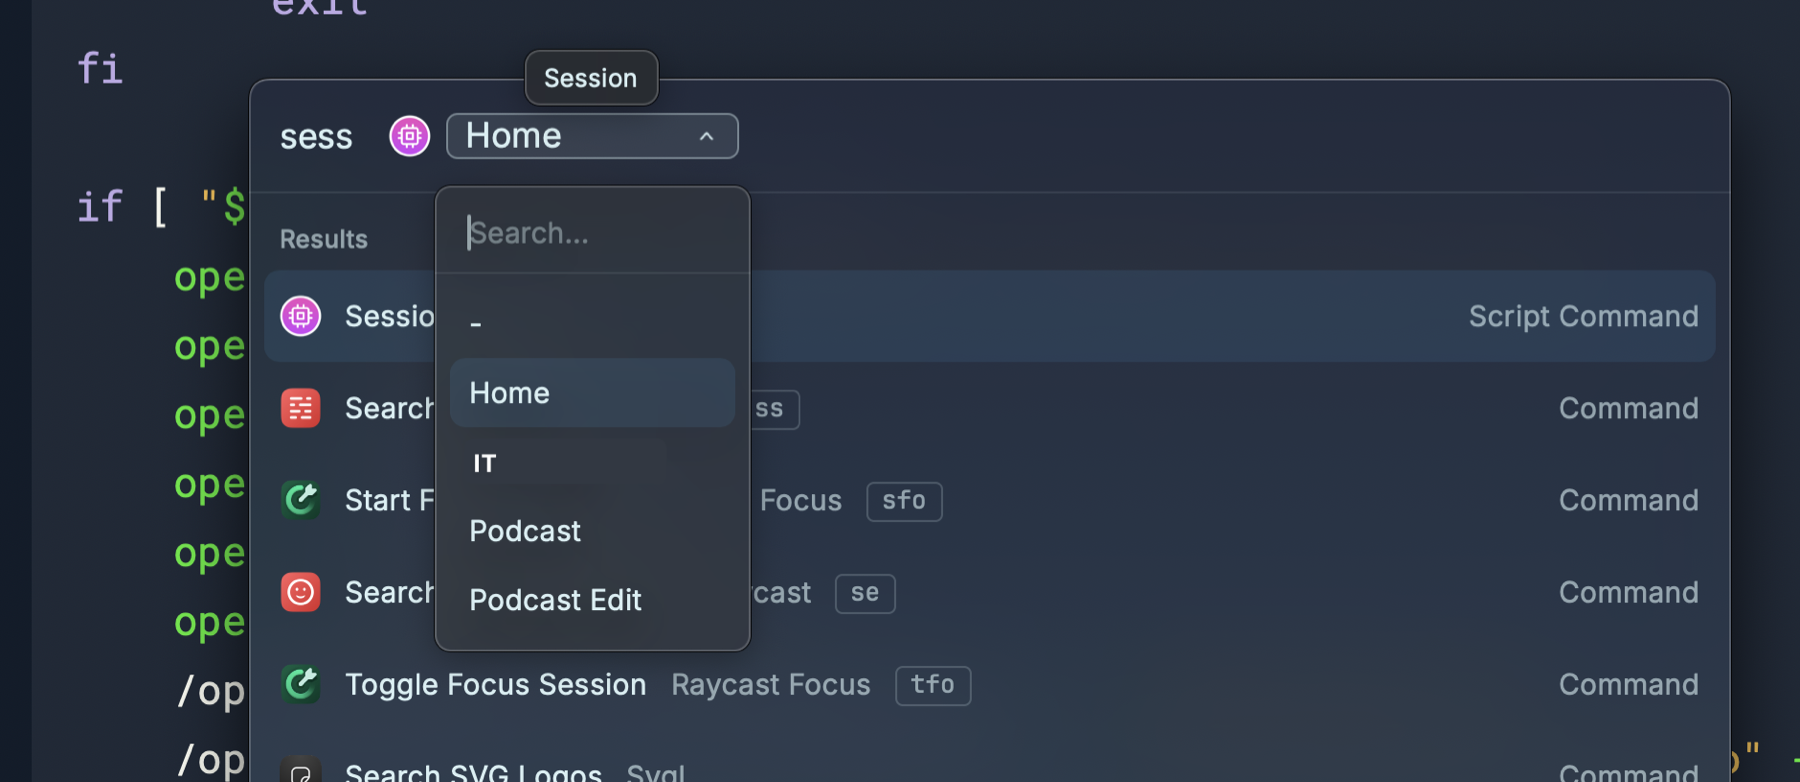 exit
fi
Session
sess Home
if [ "$
Results
Search...
Sessio Script Command
-
Home
Search ss Command
IT
Start F Focus sfo Command
Podcast
Search cast se Command
Podcast Edit
Toggle Focus Session Raycast Focus tfo Command
Search SVG Logos Svgl Command
ope
ope
ope
ope
ope
ope
/op
/op "